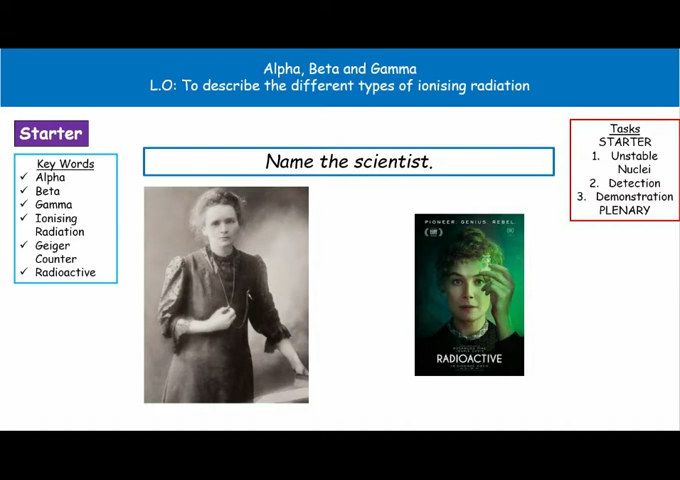 Alpha, Beta and Gamma
L.O: To describe the different types of ionising radiation
Starter
Key Words
✓ Alpha
✓ Beta
✓ Gamma
✓ Ionising
Radiation
✓ Geiger
Counter
✓ Radioactive
Name the scientist.
PIONEER. GENIUS. REBEL.
RADIOACTIVE
Tasks
STARTER
1. Unstable
Nuclei
2. Detection
3. Demonstration
PLENARY